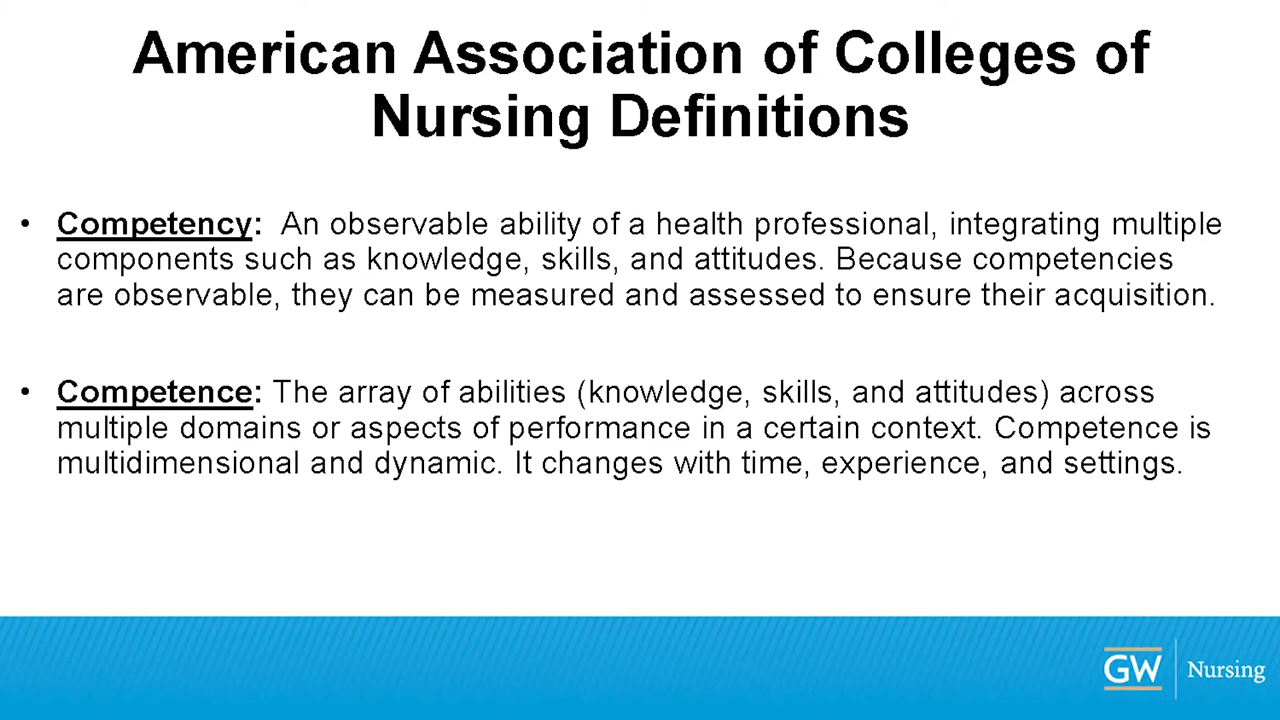 American Association of Colleges of
Nursing Definitions
• Competency: An observable ability of a health professional, integrating multiple
components such as knowledge, skills, and attitudes. Because competencies
are observable, they can be measured and assessed to ensure their acquisition.
• Competence: The array of abilities (knowledge, skills, and attitudes) across
multiple domains or aspects of performance in a certain context. Competence is
multidimensional and dynamic. It changes with time, experience, and settings.
GW Nursing